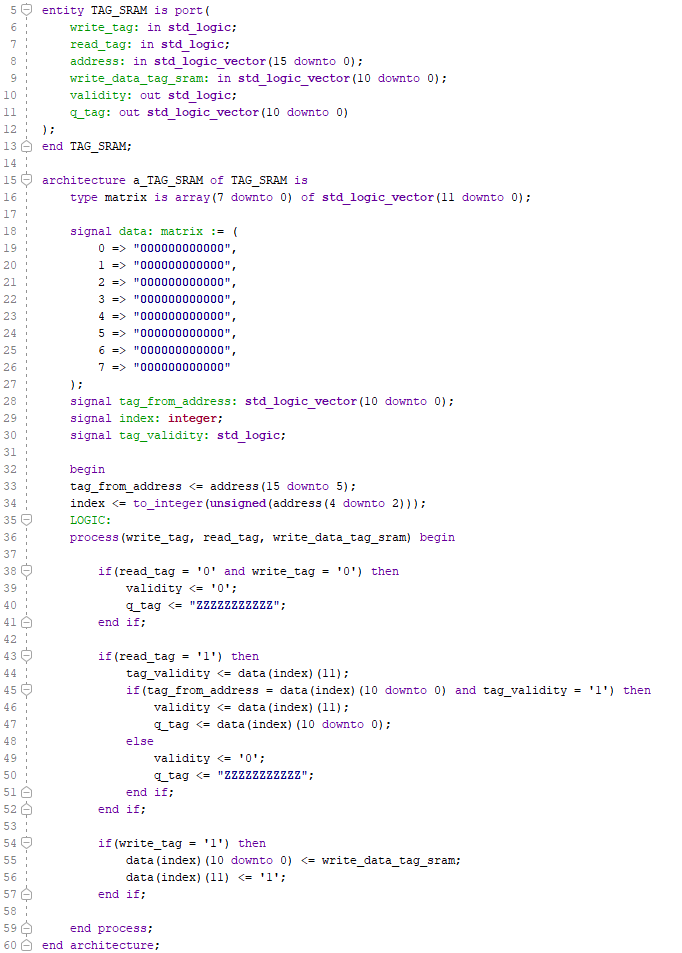 5 entity TAG_SRAM is port(
6     write_tag: in std_logic;
7     read_tag: in std_logic;
8     address: in std_logic_vector(15 downto 0);
9     write_data_tag_sram: in std_logic_vector(10 downto 0);
10     validity: out std_logic;
11     q_tag: out std_logic_vector(10 downto 0)
12 );
13 end TAG_SRAM;
14
15 architecture a_TAG_SRAM of TAG_SRAM is
16     type matrix is array(7 downto 0) of std_logic_vector(11 downto 0);
17
18     signal data: matrix := (
19         0 => "000000000000",
20         1 => "000000000000",
21         2 => "000000000000",
22         3 => "000000000000",
23         4 => "000000000000",
24         5 => "000000000000",
25         6 => "000000000000",
26         7 => "000000000000"
27     );
28     signal tag_from_address: std_logic_vector(10 downto 0);
29     signal index: integer;
30     signal tag_validity: std_logic;
31
32     begin
33     tag_from_address <= address(15 downto 5);
34     index <= to_integer(unsigned(address(4 downto 2)));
35     LOGIC:
36     process(write_tag, read_tag, write_data_tag_sram) begin
37
38         if(read_tag = '0' and write_tag = '0') then
39             validity <= '0';
40             q_tag <= "ZZZZZZZZZZZ";
41         end if;
42
43         if(read_tag = '1') then
44             tag_validity <= data(index)(11);
45             if(tag_from_address = data(index)(10 downto 0) and tag_validity = '1') then
46                 validity <= data(index)(11);
47                 q_tag <= data(index)(10 downto 0);
48             else
49                 validity <= '0';
50                 q_tag <= "ZZZZZZZZZZZ";
51             end if;
52         end if;
53
54         if(write_tag = '1') then
55             data(index)(10 downto 0) <= write_data_tag_sram;
56             data(index)(11) <= '1';
57         end if;
58
59     end process;
60 end architecture;